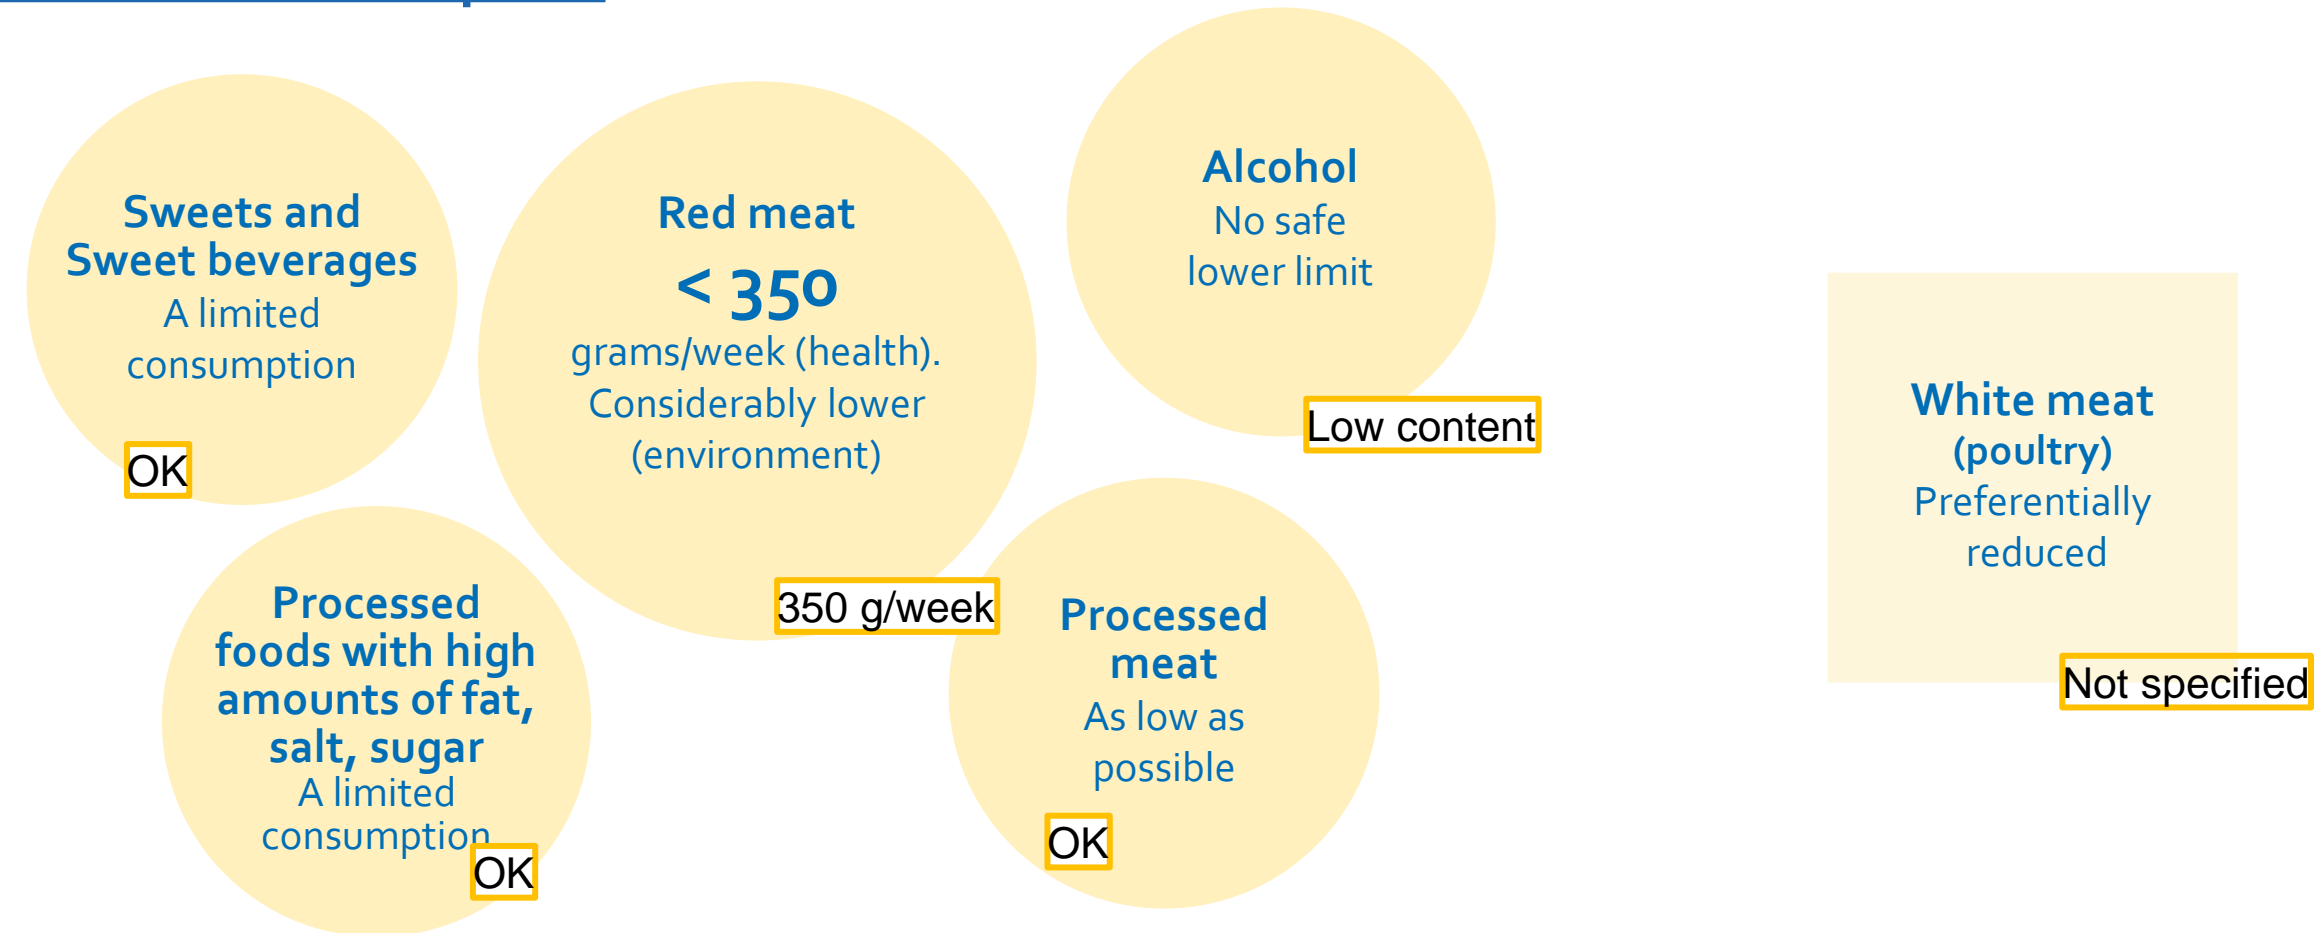 Sweets and
Sweet beverages
A limited
consumption
OK
Red meat
< 350
grams/week (health).
Considerably lower
(environment)
350 g/week
Alcohol
No safe
lower limit
Low content
Processed
foods with high
amounts of fat,
salt, sugar
A limited
consumption
OK
Processed
meat
As low as
possible
OK
White meat
(poultry)
Preferentially
reduced
Not specified